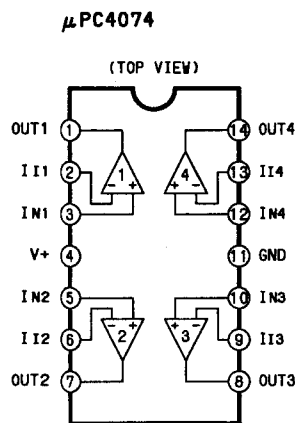 μPC4074
(TOP VIEW)
OUT1 1 14 OUT4
II1 2 - + 1 4 + - 13 II4
IN1 3 12 IN4
V+ 4 11 GND
IN2 5 10 IN3
II2 6 - + 2 3 + - 9 II3
OUT2 7 8 OUT3